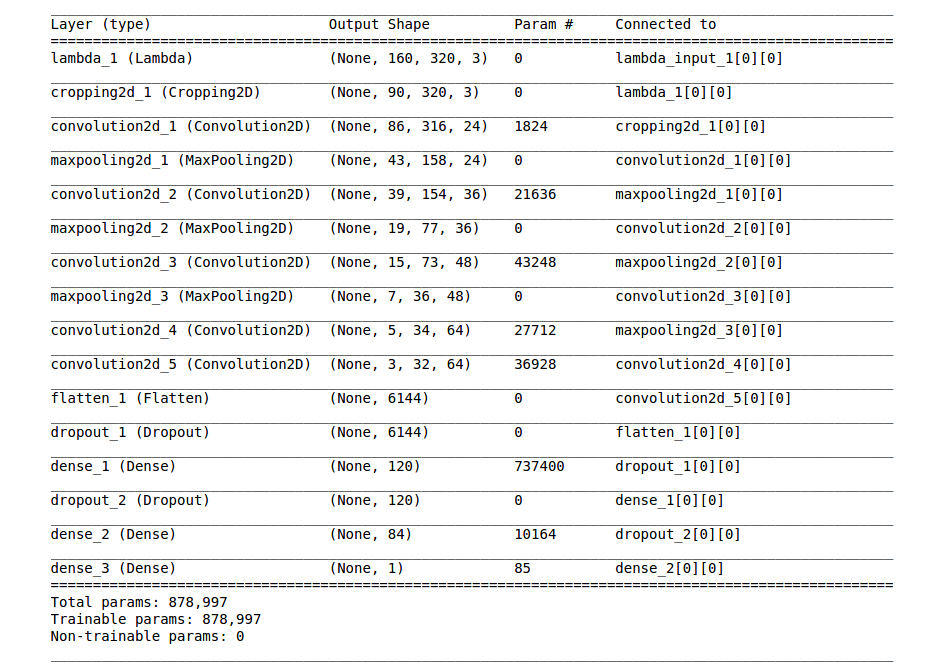 Layer (type) Output Shape Param # Connected to
lambda_1 (Lambda) (None, 160, 320, 3) 0 lambda_input_1[0][0]
cropping2d_1 (Cropping2D) (None, 90, 320, 3) 0 lambda_1[0][0]
convolution2d_1 (Convolution2D) (None, 86, 316, 24) 1824 cropping2d_1[0][0]
maxpooling2d_1 (MaxPooling2D) (None, 43, 158, 24) 0 convolution2d_1[0][0]
convolution2d_2 (Convolution2D) (None, 39, 154, 36) 21636 maxpooling2d_1[0][0]
maxpooling2d_2 (MaxPooling2D) (None, 19, 77, 36) 0 convolution2d_2[0][0]
convolution2d_3 (Convolution2D) (None, 15, 73, 48) 43248 maxpooling2d_2[0][0]
maxpooling2d_3 (MaxPooling2D) (None, 7, 36, 48) 0 convolution2d_3[0][0]
convolution2d_4 (Convolution2D) (None, 5, 34, 64) 27712 maxpooling2d_3[0][0]
convolution2d_5 (Convolution2D) (None, 3, 32, 64) 36928 convolution2d_4[0][0]
flatten_1 (Flatten) (None, 6144) 0 convolution2d_5[0][0]
dropout_1 (Dropout) (None, 6144) 0 flatten_1[0][0]
dense_1 (Dense) (None, 120) 737400 dropout_1[0][0]
dropout_2 (Dropout) (None, 120) 0 dense_1[0][0]
dense_2 (Dense) (None, 84) 10164 dropout_2[0][0]
dense_3 (Dense) (None, 1) 85 dense_2[0][0]
Total params: 878,997
Trainable params: 878,997
Non-trainable params: 0